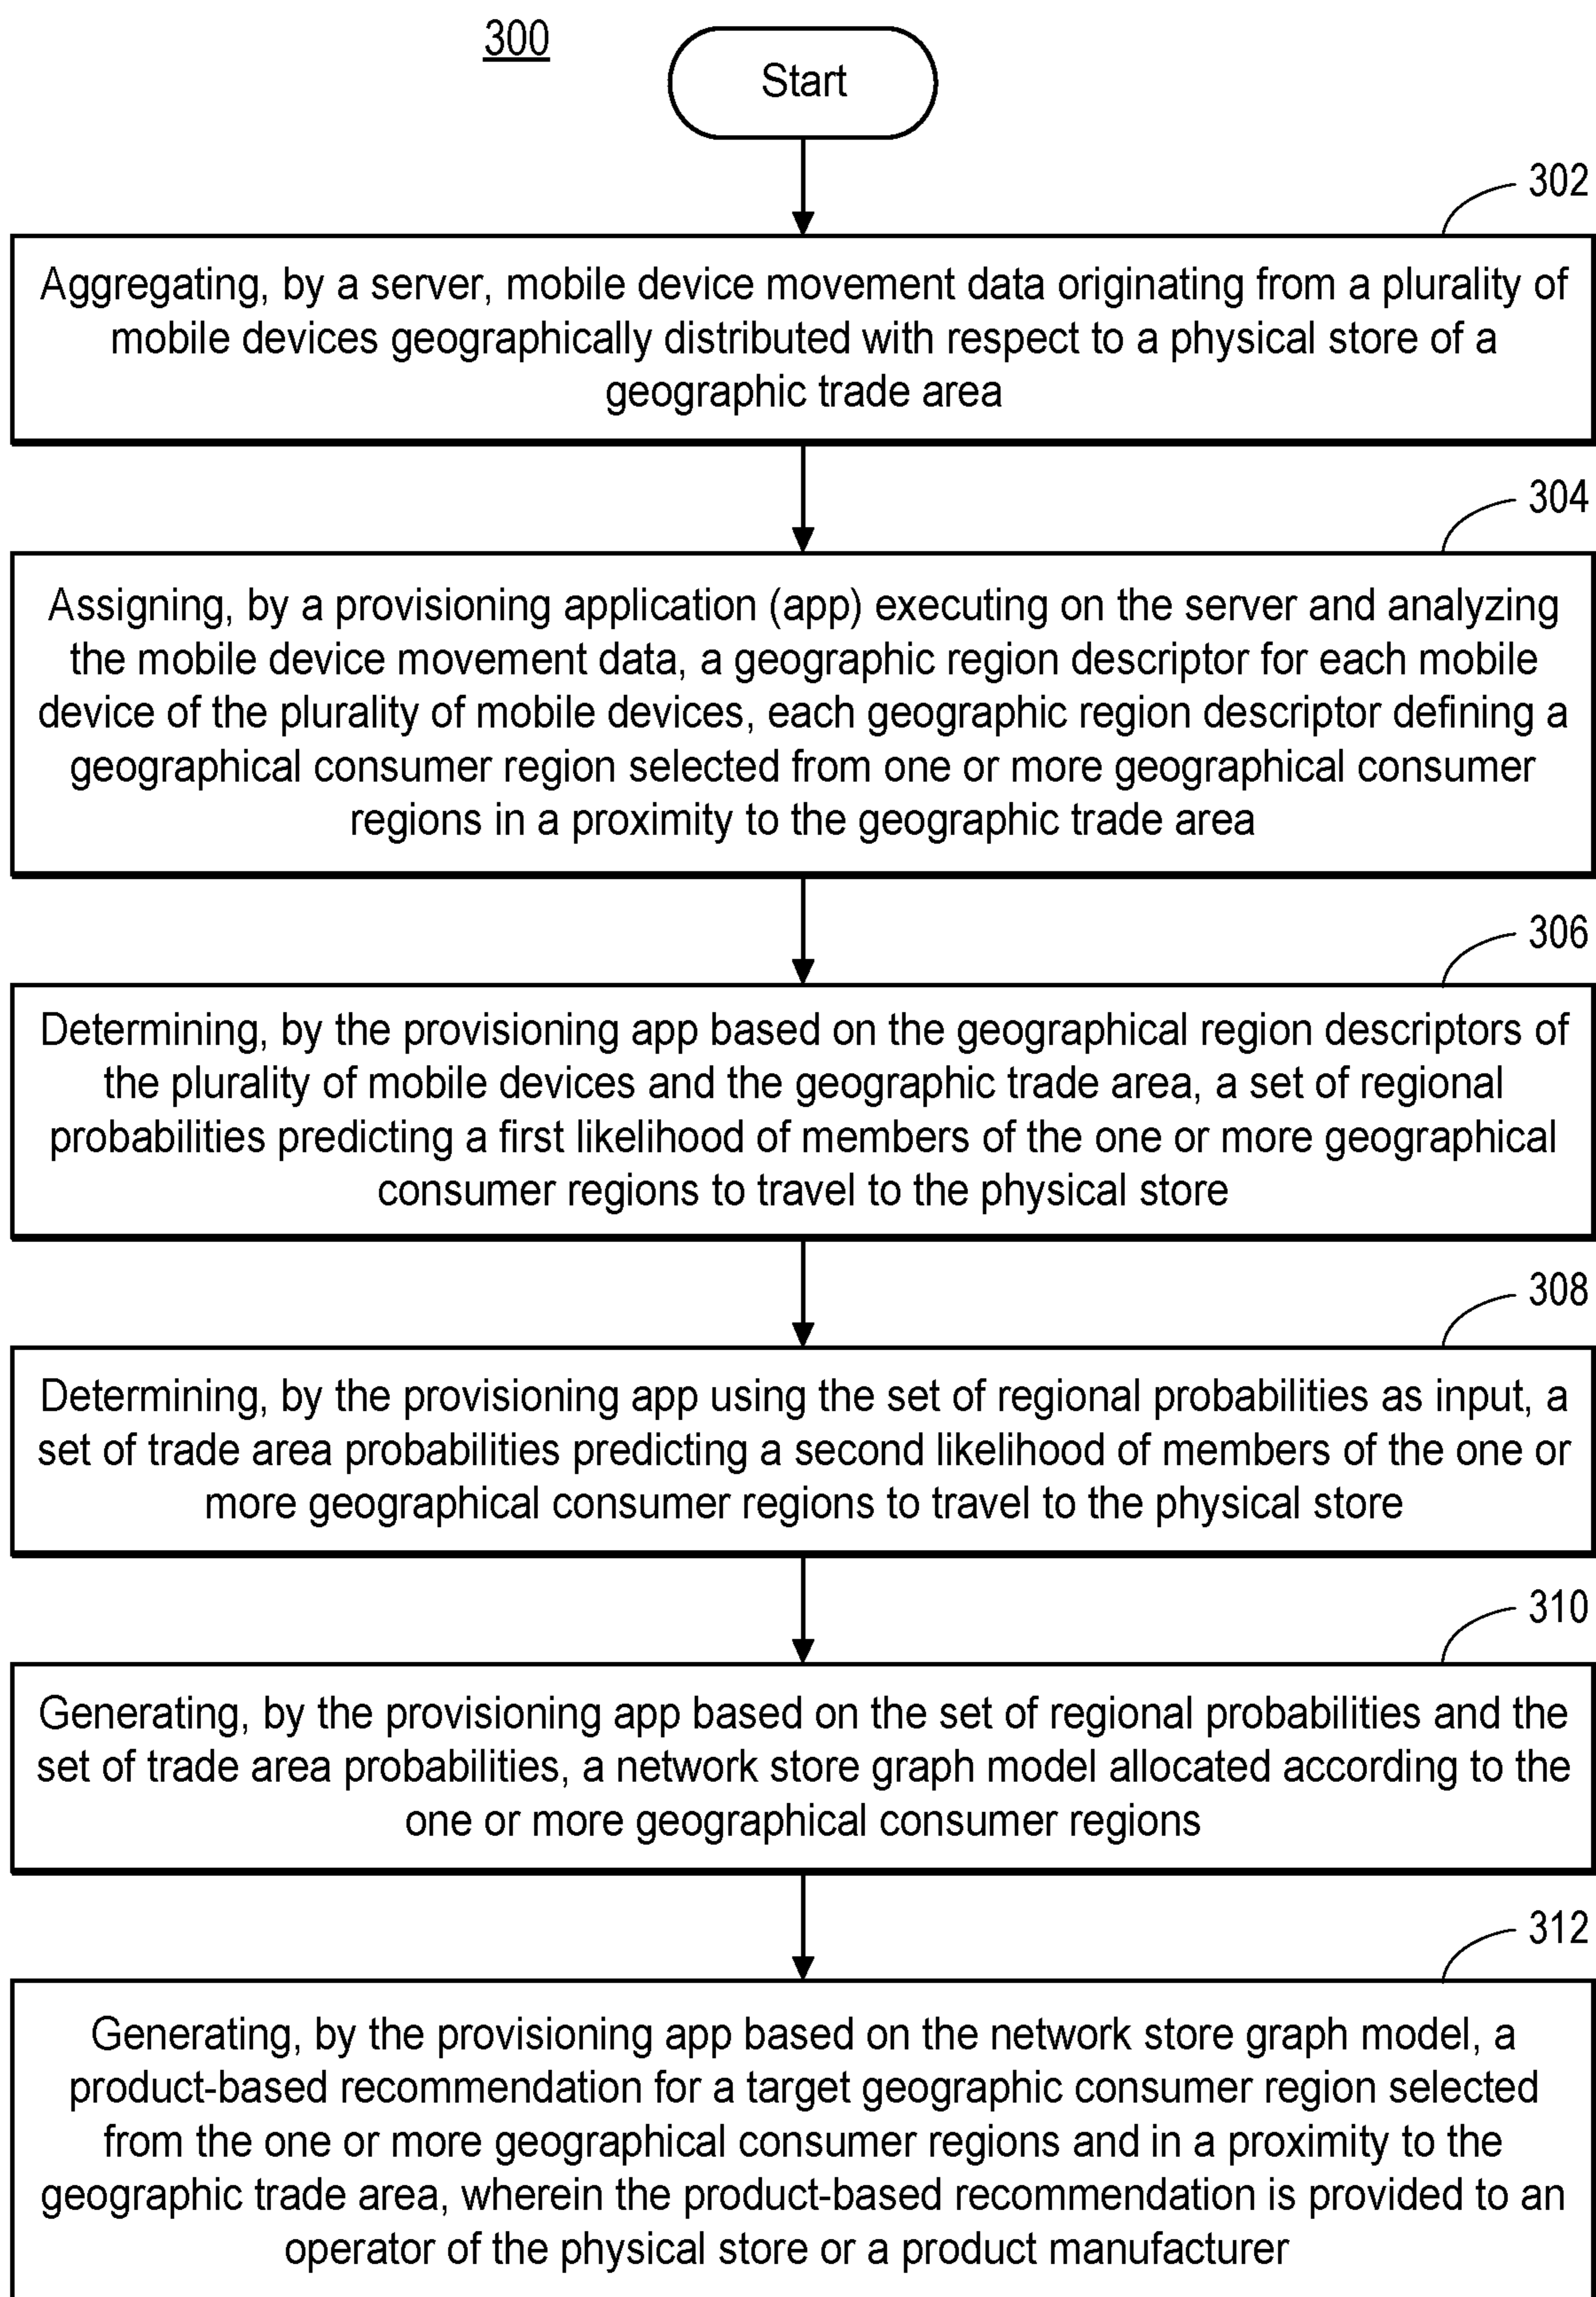 300
Start
302
Aggregating, by a server, mobile device movement data originating from a plurality of
mobile devices geographically distributed with respect to a physical store of a
geographic trade area
304
Assigning, by a provisioning application (app) executing on the server and analyzing
the mobile device movement data, a geographic region descriptor for each mobile
device of the plurality of mobile devices, each geographic region descriptor defining a
geographical consumer region selected from one or more geographical consumer
regions in a proximity to the geographic trade area
306
Determining, by the provisioning app based on the geographical region descriptors of
the plurality of mobile devices and the geographic trade area, a set of regional
probabilities predicting a first likelihood of members of the one or more geographical
consumer regions to travel to the physical store
308
Determining, by the provisioning app using the set of regional probabilities as input, a
set of trade area probabilities predicting a second likelihood of members of the one or
more geographical consumer regions to travel to the physical store
310
Generating, by the provisioning app based on the set of regional probabilities and the
set of trade area probabilities, a network store graph model allocated according to the
one or more geographical consumer regions
312
Generating, by the provisioning app based on the network store graph model, a
product-based recommendation for a target geographic consumer region selected
from the one or more geographical consumer regions and in a proximity to the
geographic trade area, wherein the product-based recommendation is provided to an
operator of the physical store or a product manufacturer